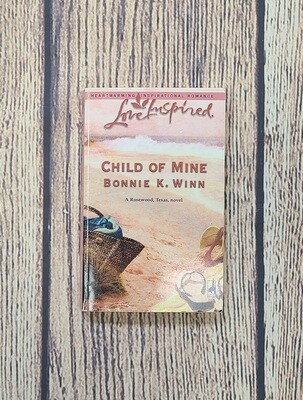 HEARTWARMING INSPIRATIONAL ROMANCE
Love Inspired
CHILD OF MINE
BONNIE K. WINN
A Rosewood, Texas, novel